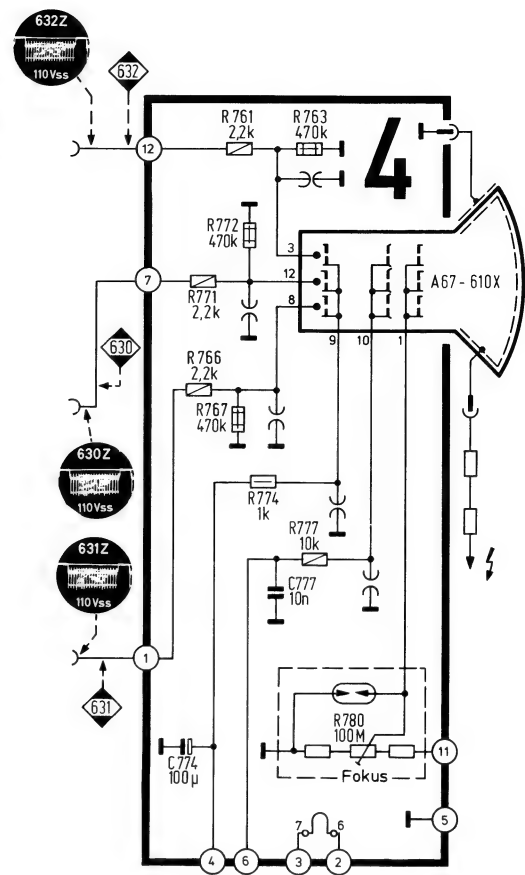 632Z
110Vss
632
12
R761
2,2k
R763
470k
4
R772
470k
3
12
8
A67-610X
7
R771
2,2k
9
10
1
630
R766
2,2k
R767
470k
630Z
110Vss
R774
1k
R777
10k
C777
10n
631Z
110Vss
1
631
R780
100M
11
Fokus
C774
100µ
5
7
6
4
6
3
2